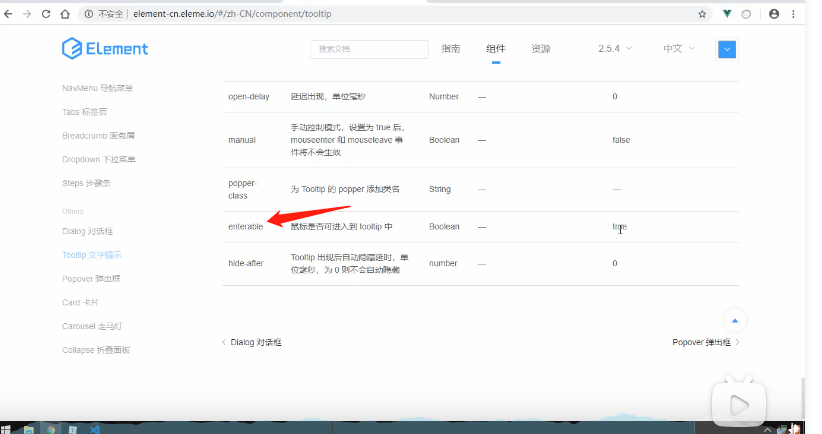 不安全 | element-cn.eleme.io/#/zh-CN/component/tooltip
Element
搜索文档
指南
组件
资源
2.5.4
中文
NavMenu 导航菜单
Tabs 标签页
Breadcrumb 面包屑
Dropdown 下拉菜单
Steps 步骤条
Others
Dialog 对话框
Tooltip 文字提示
Popover 弹出框
Card 卡片
Carousel 走马灯
Collapse 折叠面板
open-delay 延迟出现，单位毫秒 Number — 0
手动控制模式，设置为 true 后，
manual mouseenter 和 mouseleave 事 Boolean — false
件将不会生效
popper-
class 为 Tooltip 的 popper 添加类名 String — —
enterable 鼠标是否可进入到 tooltip 中 Boolean — true
Tooltip 出现后自动隐藏延时，单
hide-after 位毫秒，为 0 则不会自动隐藏 number — 0
Dialog 对话框
Popover 弹出框